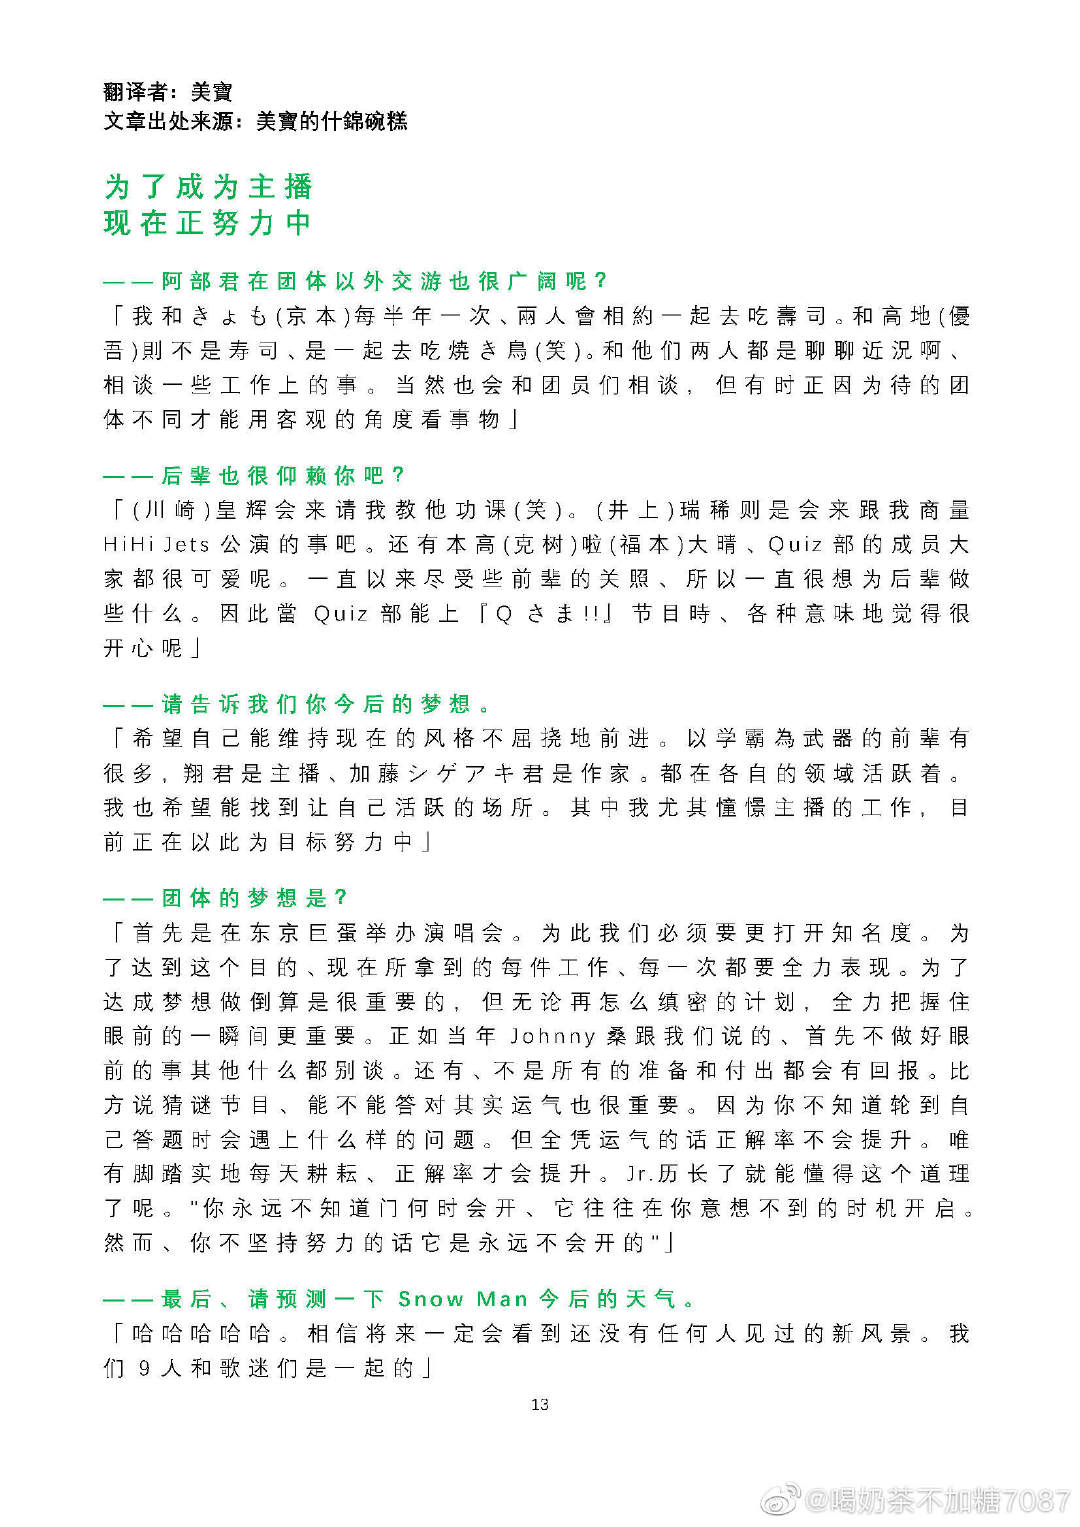 翻译者：美寶
文章出处来源：美寶的什錦碗糕
为了成为主播
现在正努力中
——阿部君在团体以外交游也很广阔呢？
「我和きょも(京本)每半年一次、兩人會相約一起去吃壽司。和高地(優
吾)則不是寿司、是一起去吃焼き鳥(笑)。和他们两人都是聊聊近況啊、
相谈一些工作上的事。当然也会和团员们相谈，但有时正因为待的团
体不同才能用客观的角度看事物」
——后辈也很仰赖你吧？
「(川崎)皇辉会来请我教他功课(笑)。(井上)瑞稀则是会来跟我商量
HiHi Jets公演的事吧。还有本高(克树)啦(福本)大晴、Quiz部的成员大
家都很可爱呢。一直以来尽受些前辈的关照、所以一直很想为后辈做
些什么。因此當 Quiz 部能上『Q さま!!』节目時、各种意味地觉得很
开心呢」
——请告诉我们你今后的梦想。
「希望自己能维持现在的风格不屈挠地前进。以学霸為武器的前辈有
很多，翔君是主播、加藤シゲアキ君是作家。都在各自的领域活跃着。
我也希望能找到让自己活跃的场所。其中我尤其憧憬主播的工作，目
前正在以此为目标努力中」
——团体的梦想是？
「首先是在东京巨蛋举办演唱会。为此我们必须要更打开知名度。为
了达到这个目的、现在所拿到的每件工作、每一次都要全力表现。为了
达成梦想做倒算是很重要的，但无论再怎么缜密的计划，全力把握住
眼前的一瞬间更重要。正如当年 Johnny 桑跟我们说的、首先不做好眼
前的事其他什么都别谈。还有、不是所有的准备和付出都会有回报。比
方说猜谜节目、能不能答对其实运气也很重要。因为你不知道轮到自
己答题时会遇上什么样的问题。但全凭运气的话正解率不会提升。唯
有脚踏实地每天耕耘、正解率才会提升。Jr.历长了就能懂得这个道理
了呢。"你永远不知道门何时会开、它往往在你意想不到的时机开启。
然而、你不坚持努力的话它是永远不会开的"」
——最后、请预测一下 Snow Man 今后的天气。
「哈哈哈哈哈。相信将来一定会看到还没有任何人见过的新风景。我
们 9 人和歌迷们是一起的」
13
@喝奶茶不加糖7087